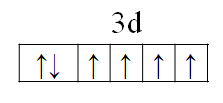 3d
↑↓ ↑ ↑ ↑ ↑